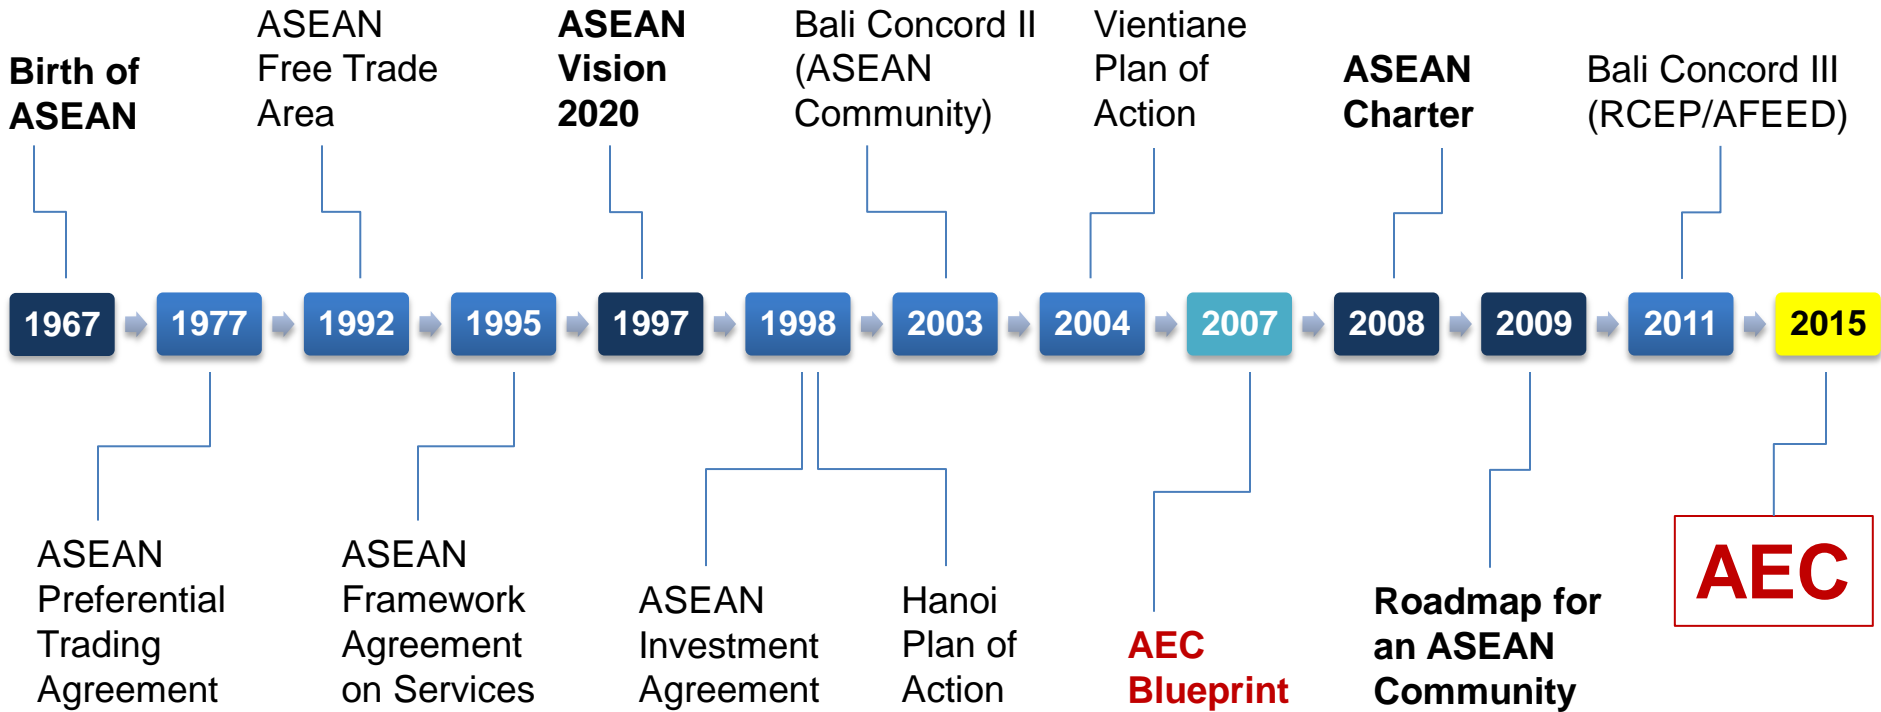 Birth of
ASEAN
ASEAN
Free Trade
Area
ASEAN
Vision
2020
Bali Concord II
(ASEAN
Community)
Vientiane
Plan of
Action
ASEAN
Charter
Bali Concord III
(RCEP/AFEED)
1967
1977
1992
1995
1997
1998
2003
2004
2007
2008
2009
2011
2015
ASEAN
Preferential
Trading
Agreement
ASEAN
Framework
Agreement
on Services
ASEAN
Investment
Agreement
Hanoi
Plan of
Action
AEC
Blueprint
Roadmap for
an ASEAN
Community
AEC